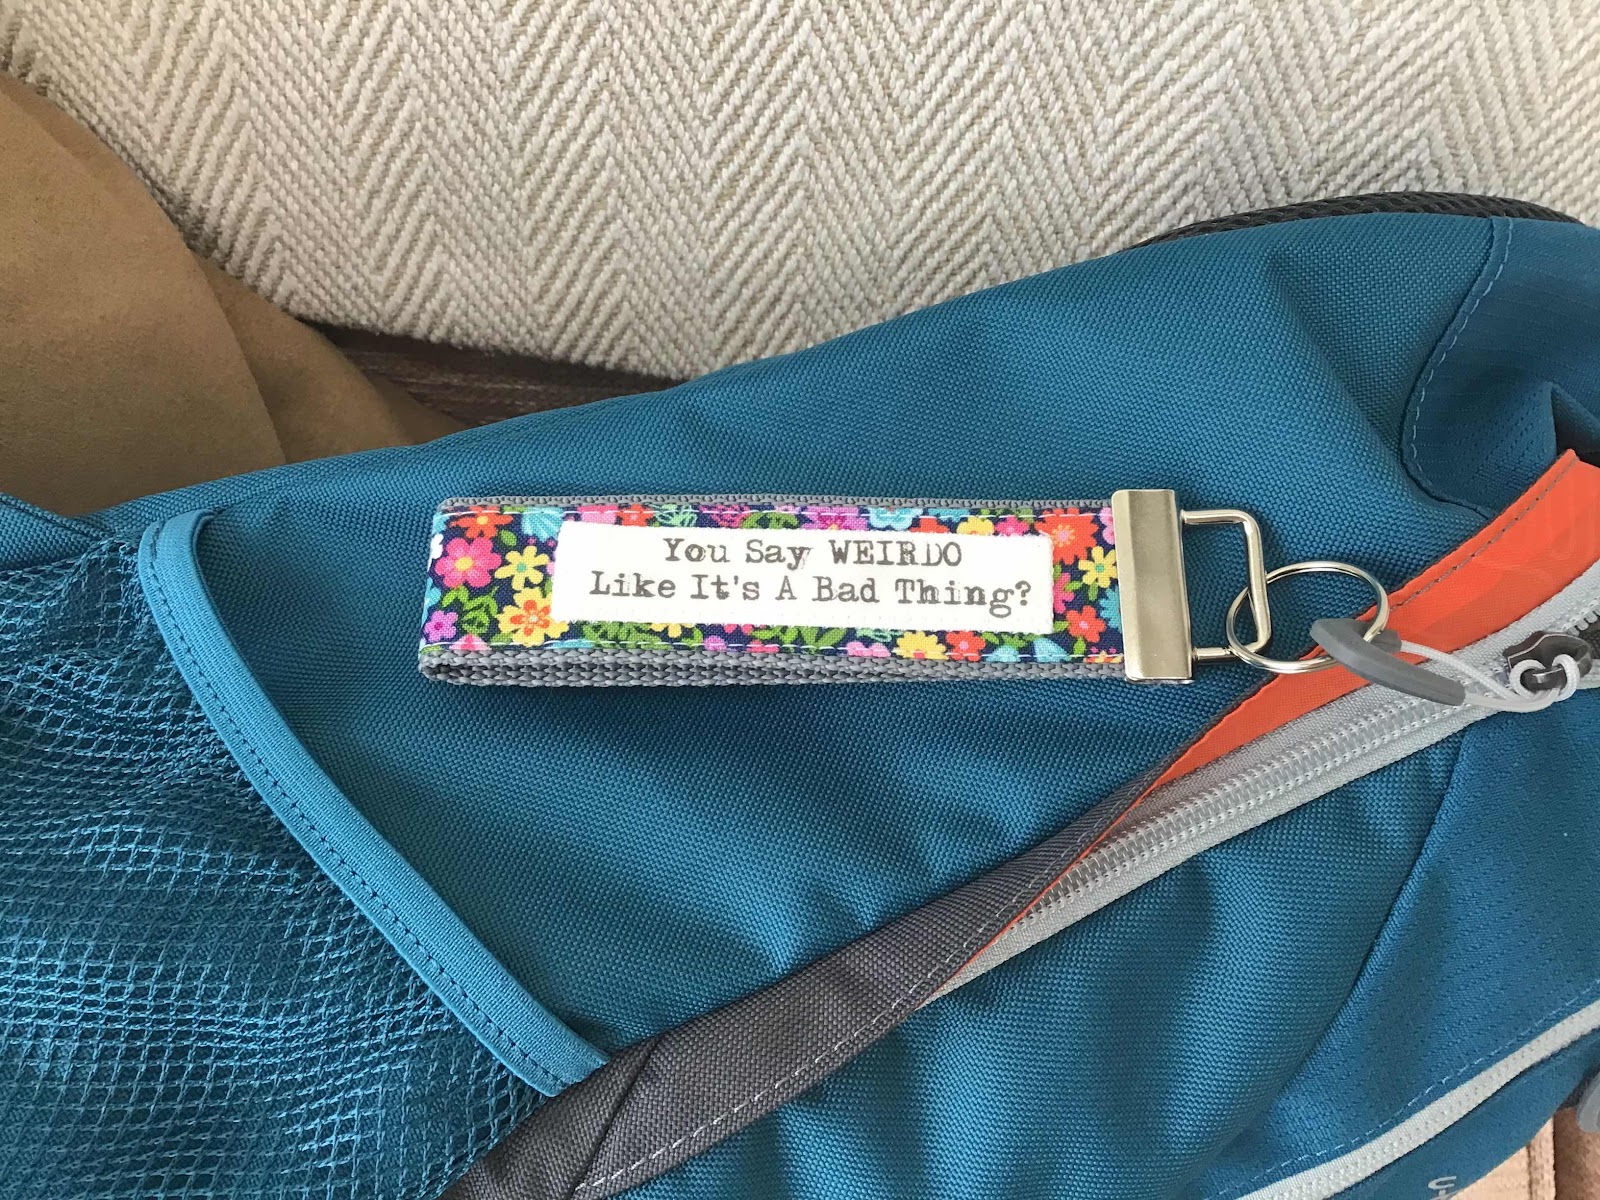 You Say WEIRDO
Like It's A Bad Thing?